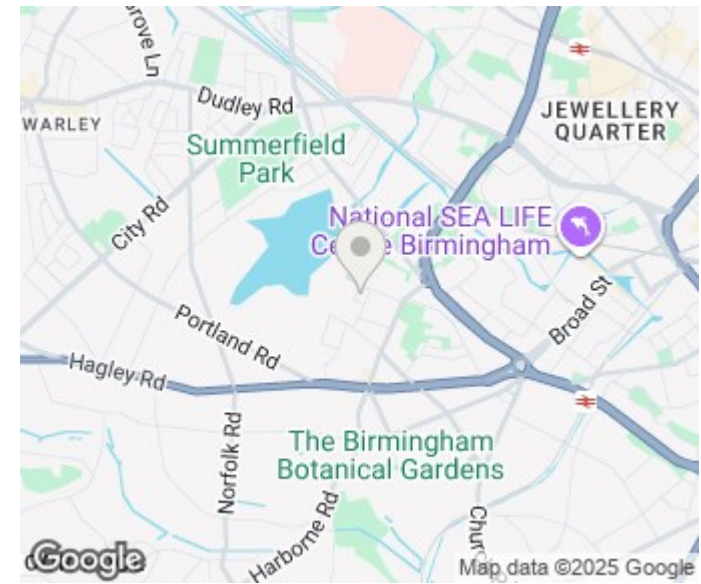 Grove Ln
Dudley Rd
JEWELLERY
QUARTER
WARLEY
Summerfield
Park
City Rd
National SEA LIFE
Ce e Birmingham
Broad St
Portland Rd
Hagley Rd
Norfolk Rd
The Birmingham
Botanical Gardens
Harborne Rd
Google
Map data ©2025 Google